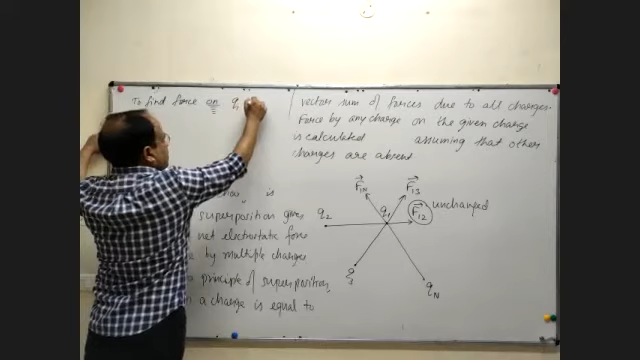 To find force on q1
vector sum of forces due to all charges.
Force by any charge on the given charge
is calculated assuming that other
charges are absent
is
superposition gives
net electrostatic force
by multiple charges
principle of superposition,
a charge is equal to
F1N
F13
q2
q1
F12
unchanged
q3
qN